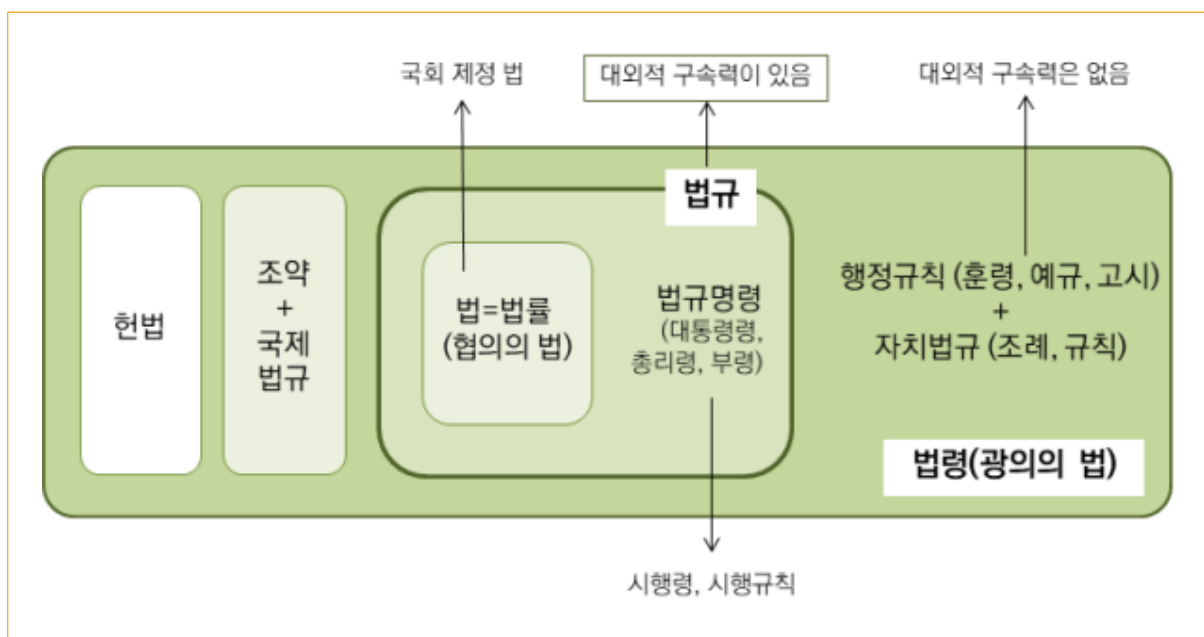 국회 제정 법
대외적 구속력이 있음
대외적 구속력은 없음
헌법
조약
+
국제
법규
법규
법=법률
(협의의 법)
법규명령
(대통령령,
총리령, 부령)
행정규칙 (훈령, 예규, 고시)
+
자치법규 (조례, 규칙)
법령(광의의 법)
시행령, 시행규칙